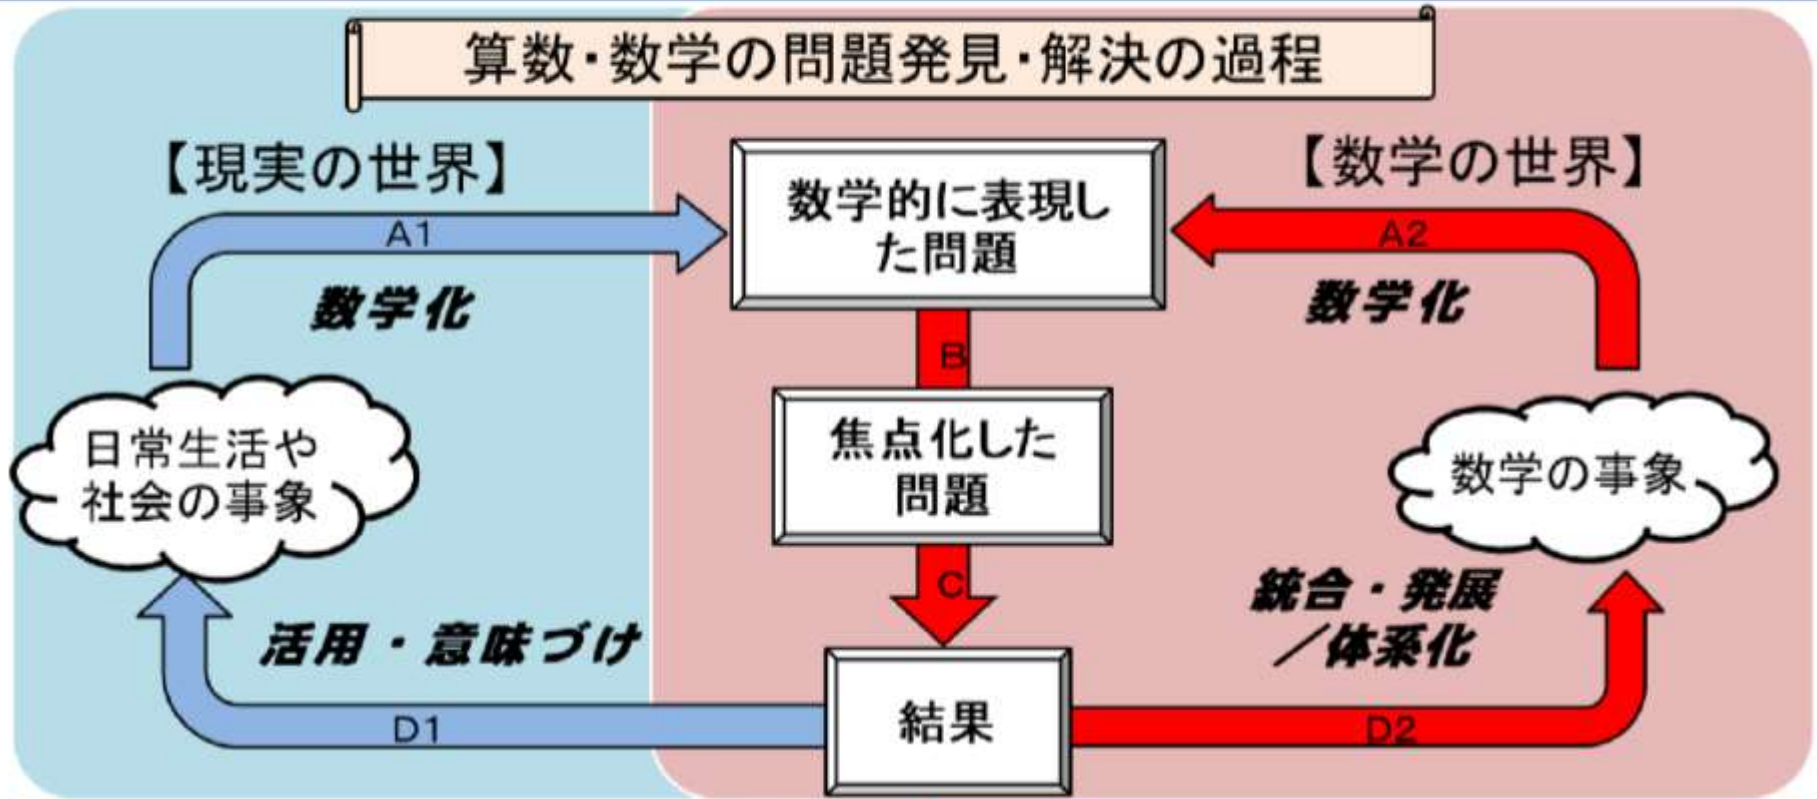 算数・数学の問題発見・解決の過程
【現実の世界】
【数学の世界】
A1
数学化
数学的に表現し
た問題
A2
数学化
B
日常生活や
社会の事象
焦点化した
問題
数学の事象
C
活用・意味づけ
統合・発展
／体系化
D1
結果
D2